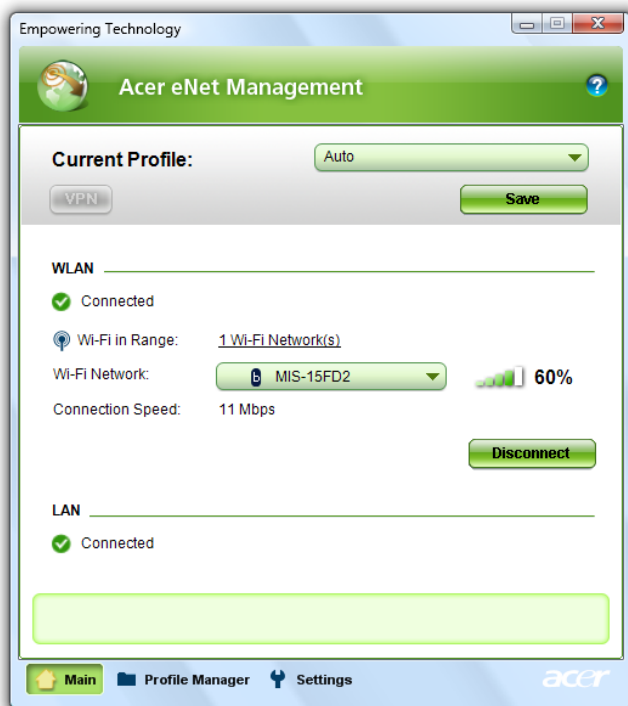 Empowering Technology
Acer eNet Management
?
Current Profile:
Auto
VPN
Save
WLAN
Connected
Wi-Fi in Range:
1 Wi-Fi Network(s)
Wi-Fi Network:
b MIS-15FD2
60%
Connection Speed:
11 Mbps
Disconnect
LAN
Connected
Main
Profile Manager
Settings
acer